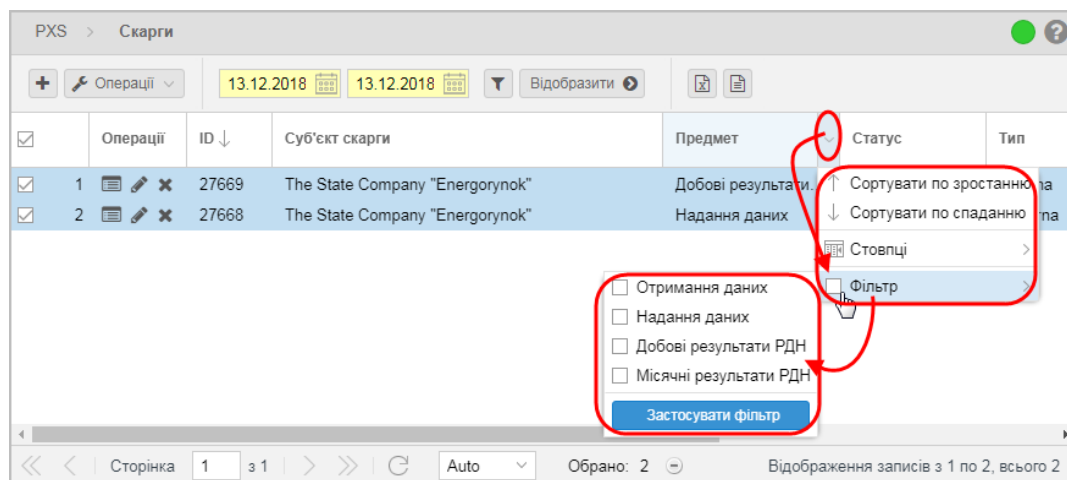 PXS > Скарги
Операції 13.12.2018 13.12.2018 Відобразити
Операції ID Суб'єкт скарги Предмет Статус Тип
1 27669 The State Company "Energorynok" Добові результати.
2 27668 The State Company "Energorynok" Надання даних
Сортувати по зростанню
Сортувати по спаданню
Стовпці
Фільтр
Отримання даних
Надання даних
Добові результати РДН
Місячні результати РДН
Застосувати фільтр
Сторінка 1 з 1 Auto Обрано: 2 Відображення записів з 1 по 2, всього 2